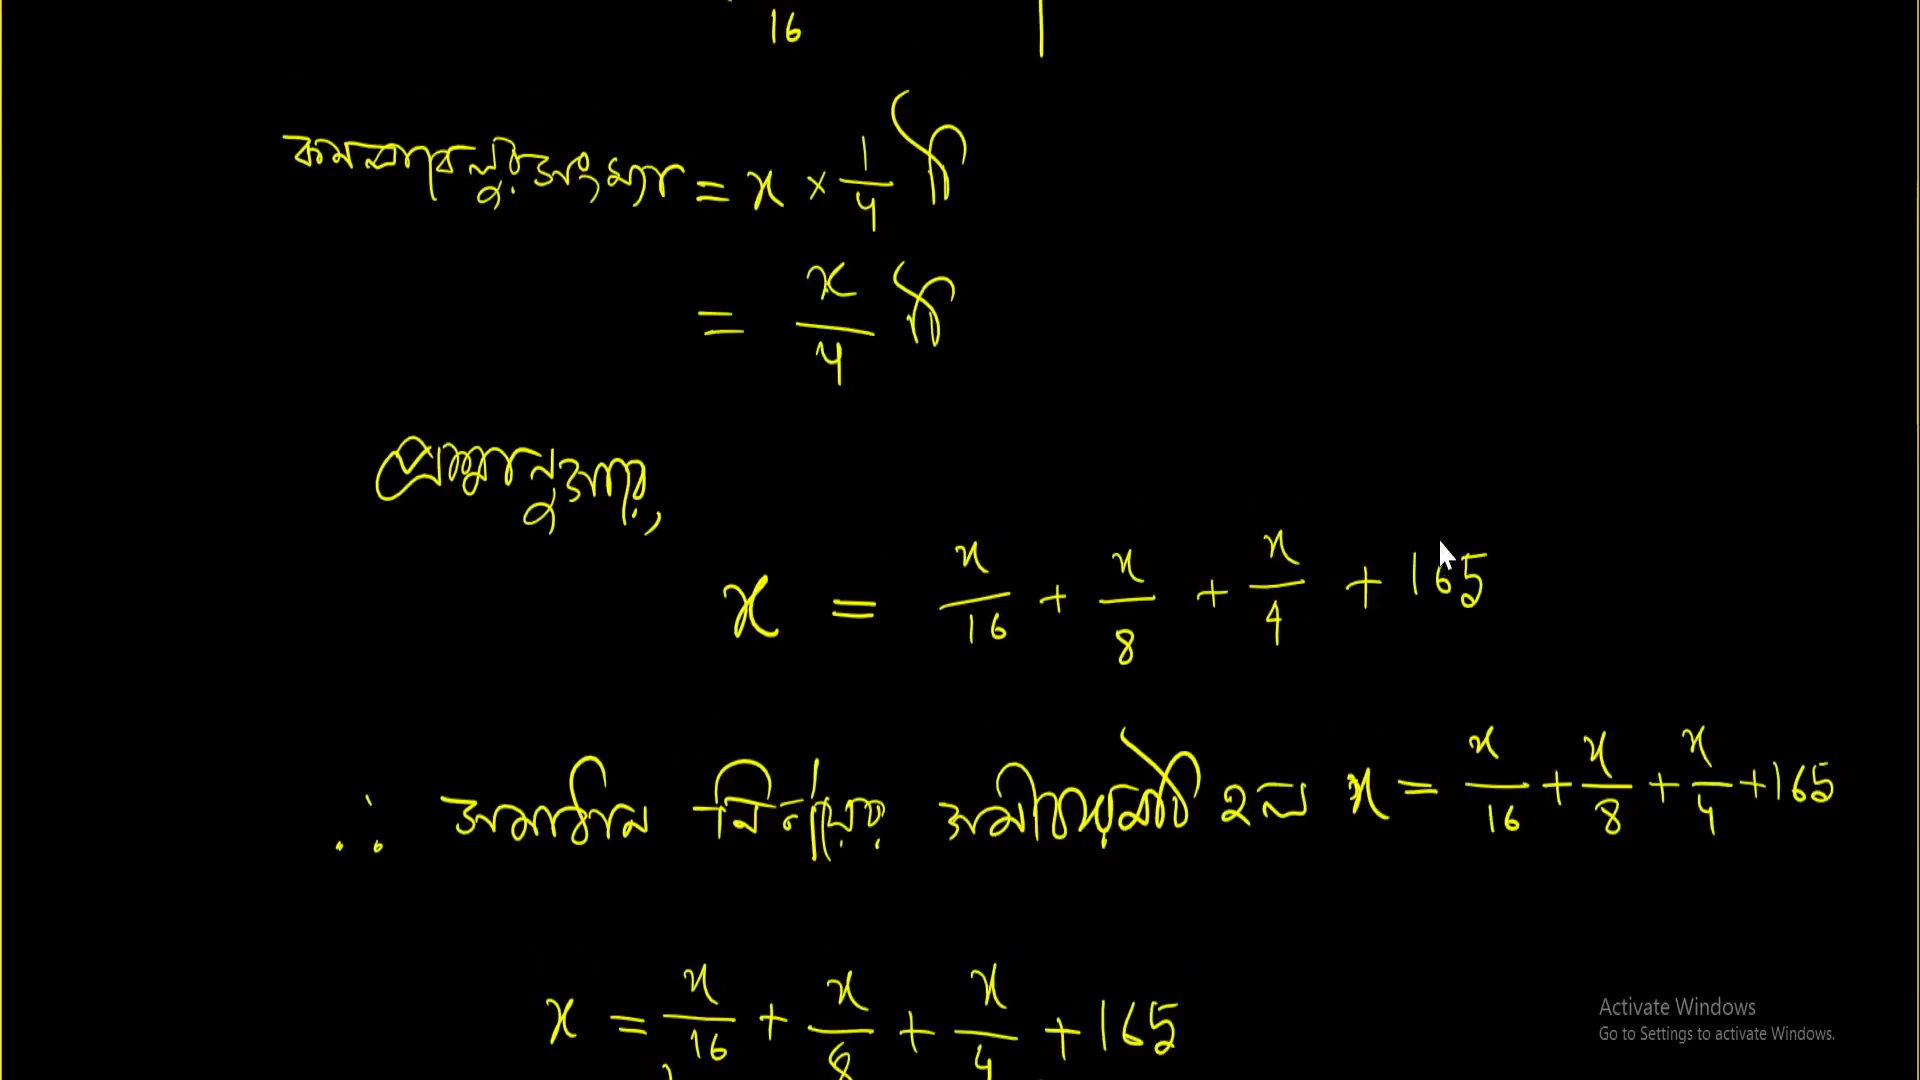 16
কমলালেবুর সংখ্যা = x × 1/4 টি
= x/4 টি
প্রশ্নানুসারে,
x = x/16 + x/8 + x/4 + 165
∴ সমাধান নির্ণয়ের সমীকরণটি হল x = x/16 + x/8 + x/4 + 165
x = x/16 + x/8 + x/4 + 165
Activate Windows
Go to Settings to activate Windows.